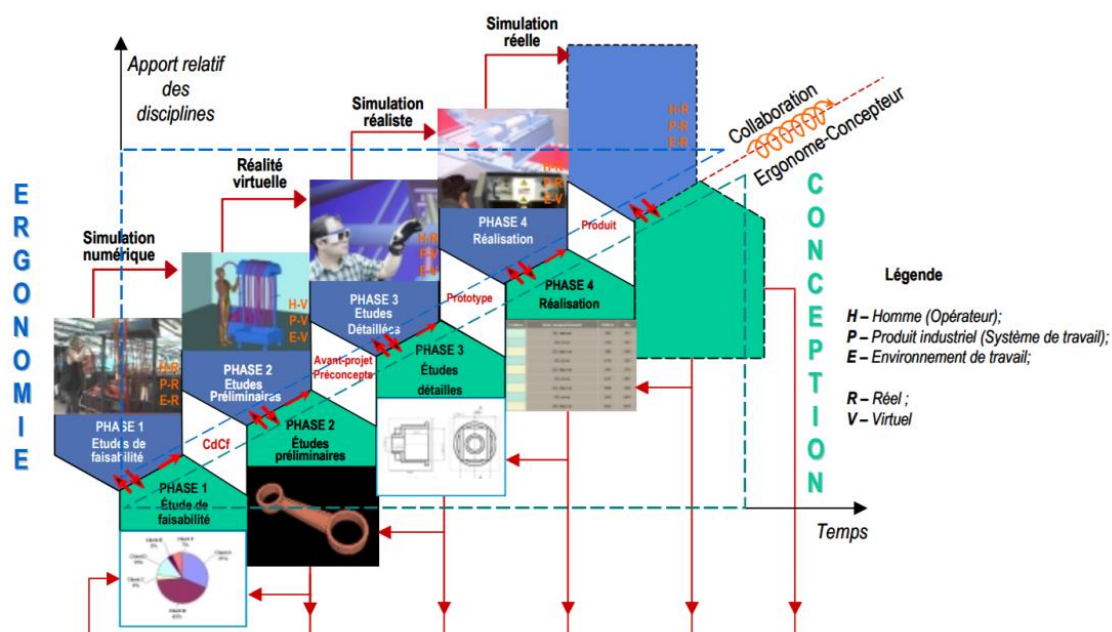 Simulation
réelle
Apport relatif
des
disciplines
Simulation
réaliste
Réalité
virtuelle
Simulation
numérique
ERGONOMIE
CONCEPTION
Collaboration
Ergonome-Concepteur
H-R
P-R
E-R
H-R
P-R
E-V
H-R
P-V
E-V
H-V
P-V
E-V
H-R
P-R
E-R
PHASE 4
Réalisation
Produit
PHASE 3
Etudes
Détaillées
Prototype
PHASE 4
Réalisation
PHASE 2
Etudes
Préliminaires
Avant-projet
Préconcepts
PHASE 3
Études
détailles
PHASE 1
Etudes de
faisabilité
CdCf
PHASE 2
Études
préliminaires
PHASE 1
Étude de
faisabilité
Temps
Légende
H – Homme (Opérateur);
P – Produit industriel (Système de travail);
E – Environnement de travail;
R – Réel ;
V – Virtuel